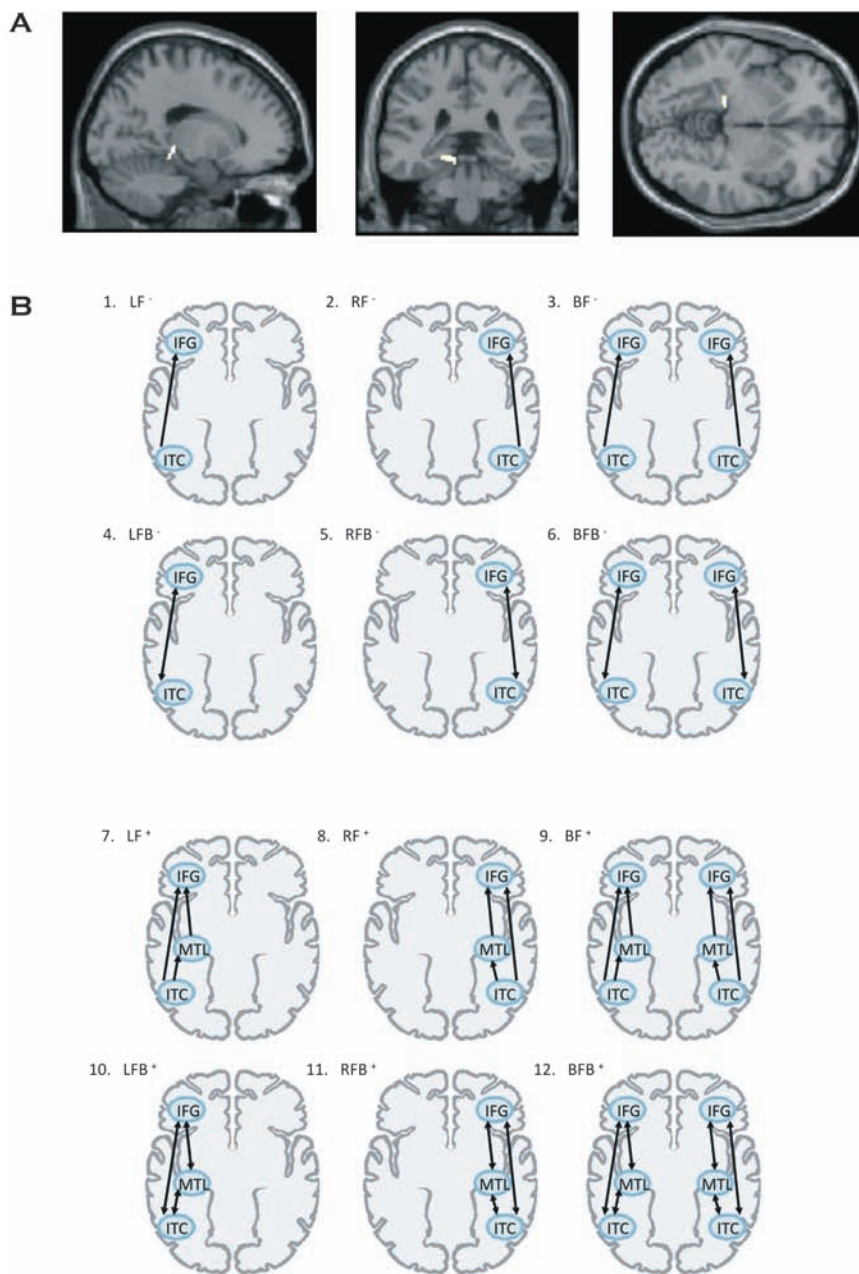 A
B
1. LF - 2. RF - 3. BF -
IFG IFG IFG IFG
ITC ITC ITC ITC
4. LFB - 5. RFB - 6. BFB -
IFG IFG IFG IFG
ITC ITC ITC ITC
7. LF + 8. RF + 9. BF +
IFG IFG IFG IFG
MTL MTL MTL MTL
ITC ITC ITC ITC
10. LFB + 11. RFB + 12. BFB +
IFG IFG IFG IFG
MTL MTL MTL MTL
ITC ITC ITC ITC